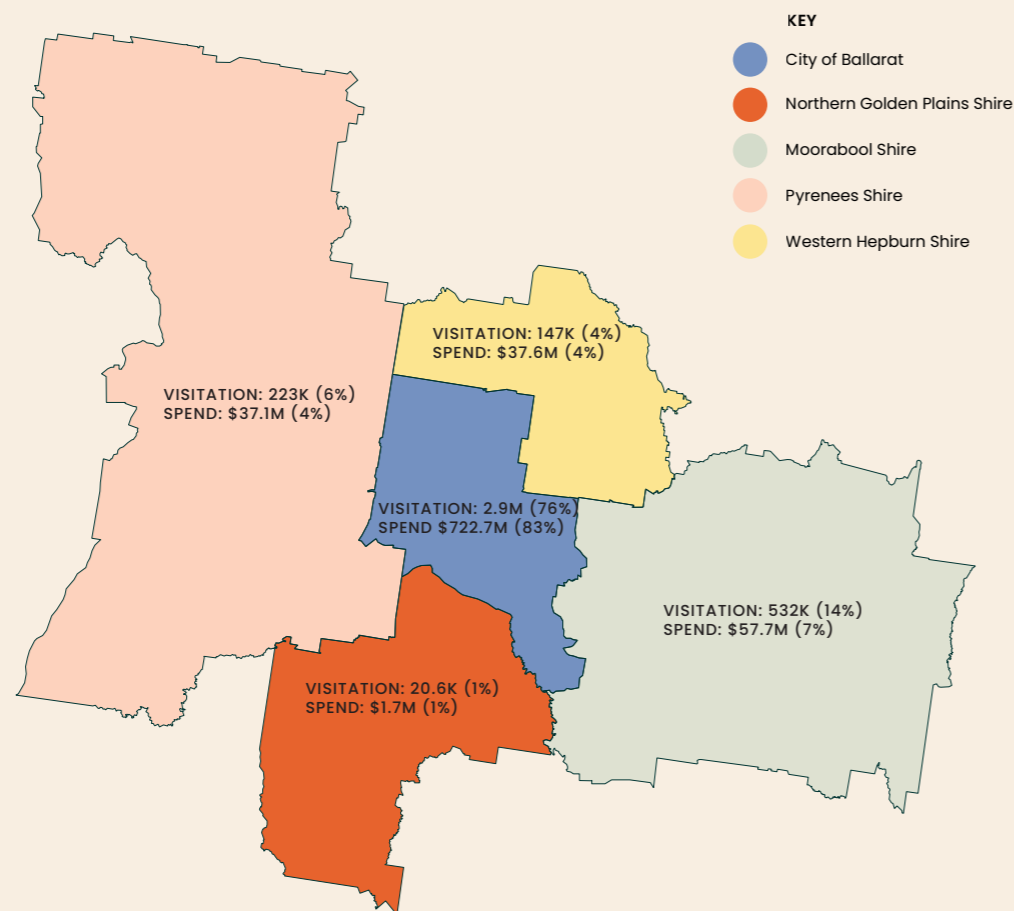 KEY
City of Ballarat
Northern Golden Plains Shire
Moorabool Shire
Pyrenees Shire
Western Hepburn Shire
VISITATION: 147K (4%)
SPEND: $37.6M (4%)
VISITATION: 223K (6%)
SPEND: $37.1M (4%)
VISITATION: 2.9M (76%)
SPEND $722.7M (83%)
VISITATION: 532K (14%)
SPEND: $57.7M (7%)
VISITATION: 20.6K (1%)
SPEND: $1.7M (1%)